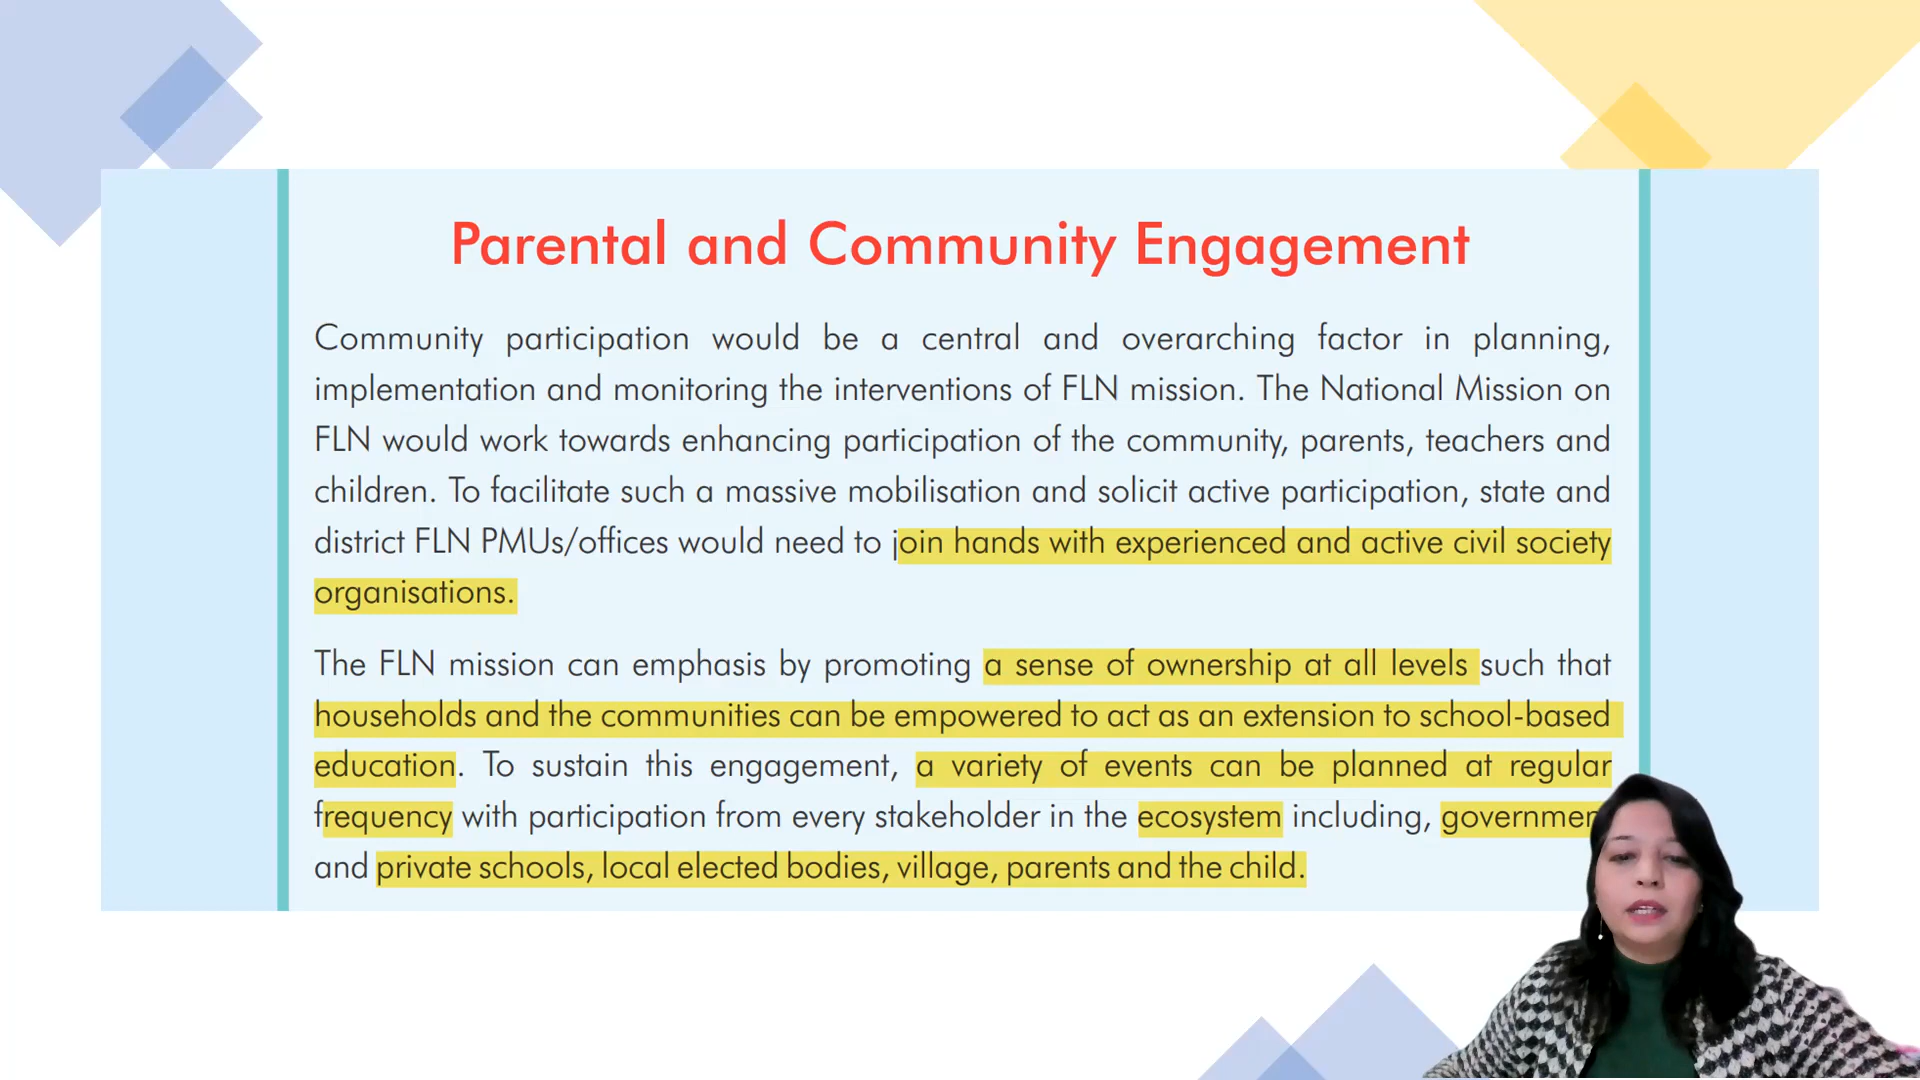 Parental and Community Engagement
Community participation would be a central and overarching factor in planning,
implementation and monitoring the interventions of FLN mission. The National Mission on
FLN would work towards enhancing participation of the community, parents, teachers and
children. To facilitate such a massive mobilisation and solicit active participation, state and
district FLN PMUs/offices would need to join hands with experienced and active civil society
organisations.
The FLN mission can emphasis by promoting a sense of ownership at all levels such that
households and the communities can be empowered to act as an extension to school-based
education. To sustain this engagement, a variety of events can be planned at regular
frequency with participation from every stakeholder in the ecosystem including, governmen
and private schools, local elected bodies, village, parents and the child.